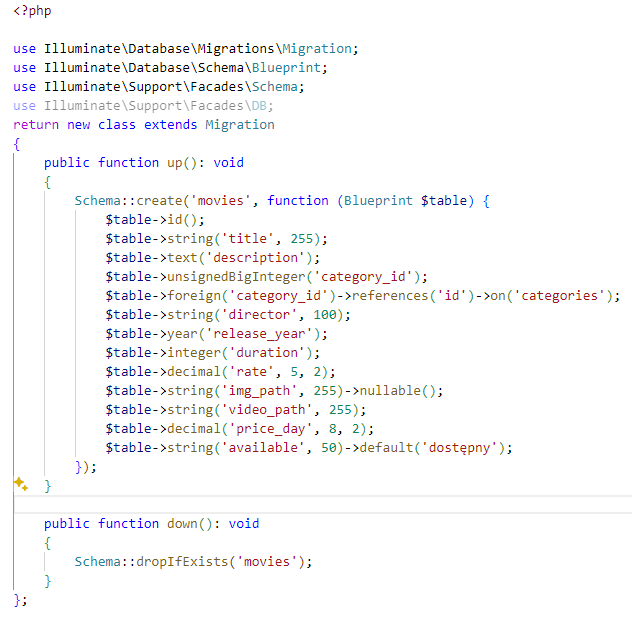 <?php
use Illuminate\Database\Migrations\Migration;
use Illuminate\Database\Schema\Blueprint;
use Illuminate\Support\Facades\Schema;
use Illuminate\Support\Facades\DB;
return new class extends Migration
{
    public function up(): void
    {
        Schema::create('movies', function (Blueprint $table) {
            $table->id();
            $table->string('title', 255);
            $table->text('description');
            $table->unsignedBigInteger('category_id');
            $table->foreign('category_id')->references('id')->on('categories');
            $table->string('director', 100);
            $table->year('release_year');
            $table->integer('duration');
            $table->decimal('rate', 5, 2);
            $table->string('img_path', 255)->nullable();
            $table->string('video_path', 255);
            $table->decimal('price_day', 8, 2);
            $table->string('available', 50)->default('dostępny');
        });
    }
    public function down(): void
    {
        Schema::dropIfExists('movies');
    }
};